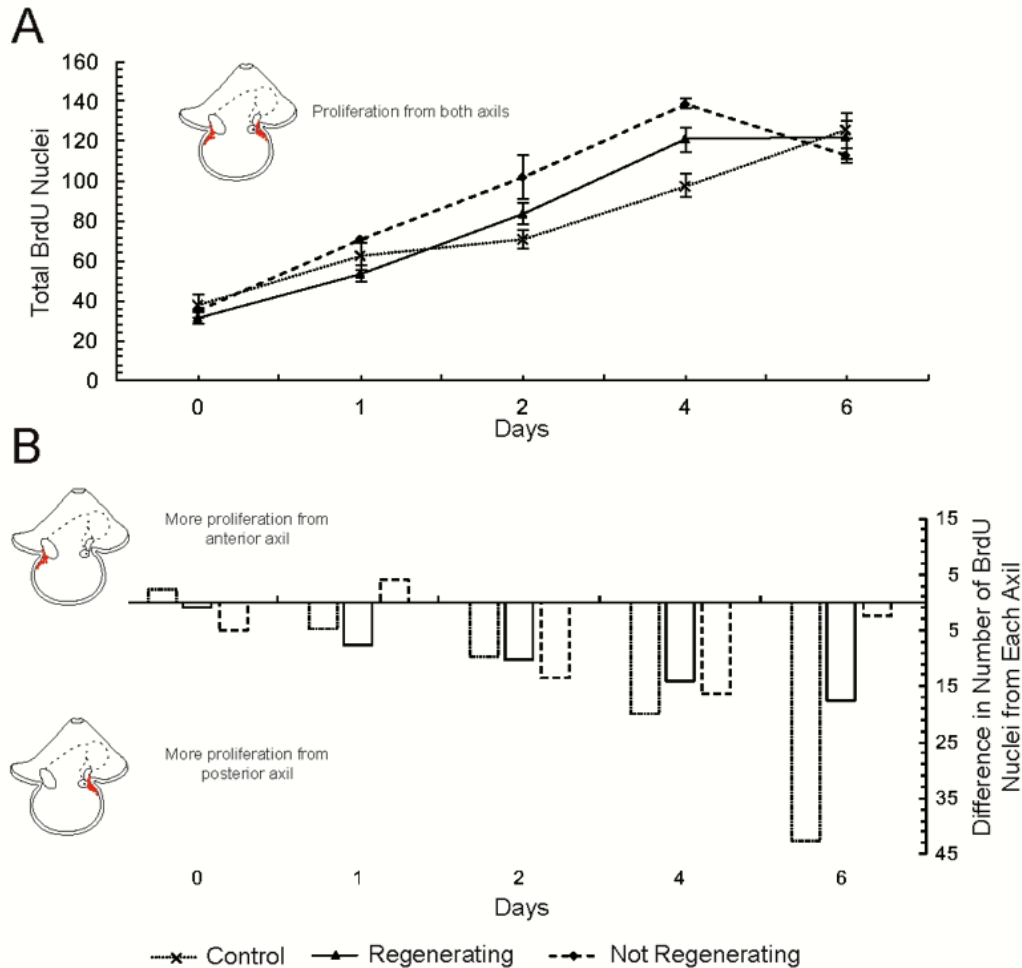 A
160
140
120
100
80
60
40
20
0
Total BrdU Nuclei
Proliferation from both axils
0 1 2 4 6
Days
B
More proliferation from
anterior axil
More proliferation from
posterior axil
15
5
5
15
25
35
45
Difference in Number of BrdU
Nuclei from Each Axil
0 1 2 4 6
Days
Control Regenerating Not Regenerating